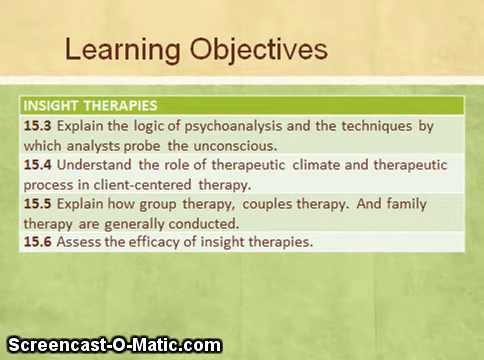 Learning Objectives
INSIGHT THERAPIES
15.3 Explain the logic of psychoanalysis and the techniques by
which analysts probe the unconscious.
15.4 Understand the role of therapeutic climate and therapeutic
process in client-centered therapy.
15.5 Explain how group therapy, couples therapy. And family
therapy are generally conducted.
15.6 Assess the efficacy of insight therapies.
Screencast-O-Matic.com